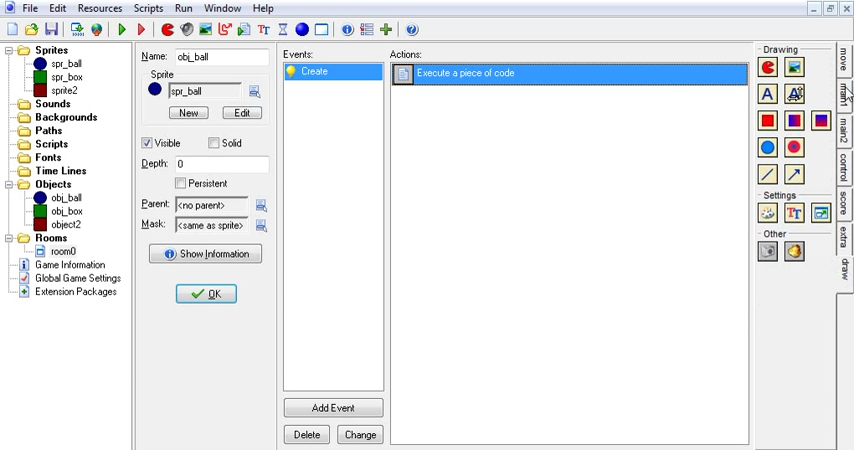 File Edit Resources Scripts Run Window Help
Sprites
spr_ball
spr_box
sprite2
Sounds
Backgrounds
Paths
Scripts
Fonts
Time Lines
Objects
obj_ball
obj_box
object2
Rooms
room0
Game Information
Global Game Settings
Extension Packages
Name: obj_ball
Sprite
spr_ball
New Edit
Visible Solid
Depth: 0
Persistent
Parent: <no parent>
Mask: <same as sprite>
Show Information
OK
Events:
Create
Add Event
Delete Change
Actions:
Execute a piece of code
Drawing
Settings
Other
move
main1
main2
control
score
extra
draw